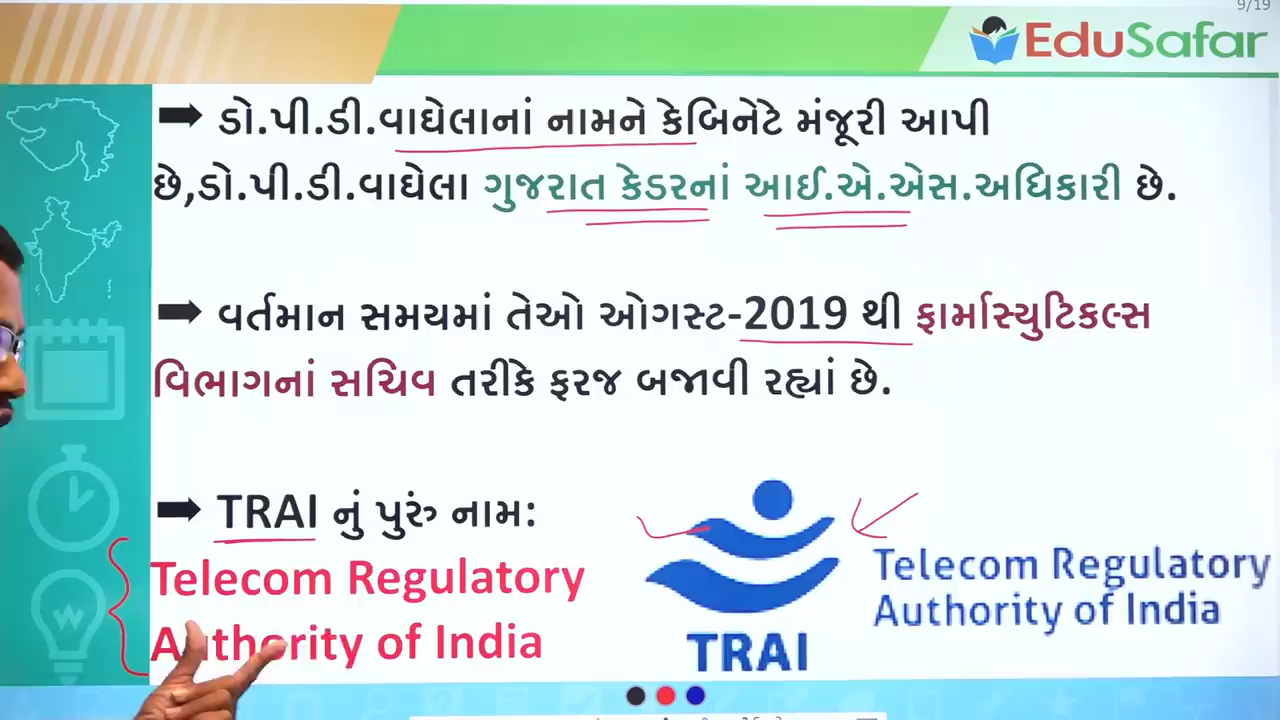 9/19
EduSafar
➡ ડો.પી.ડી.વાઘેલાનાં નામને કેબિનેટે મંજૂરી આપી
છે,ડો.પી.ડી.વાઘેલા ગુજરાત કેડરનાં આઈ.એ.એસ.અધિકારી છે.
➡ વર્તમાન સમયમાં તેઓ ઓગસ્ટ-2019 થી ફાર્માસ્યુટિકલ્સ
વિભાગનાં સચિવ તરીકે ફરજ બજાવી રહ્યાં છે.
➡ TRAI નું પુરું નામ:
Telecom Regulatory
Authority of India
TRAI
Telecom Regulatory
Authority of India